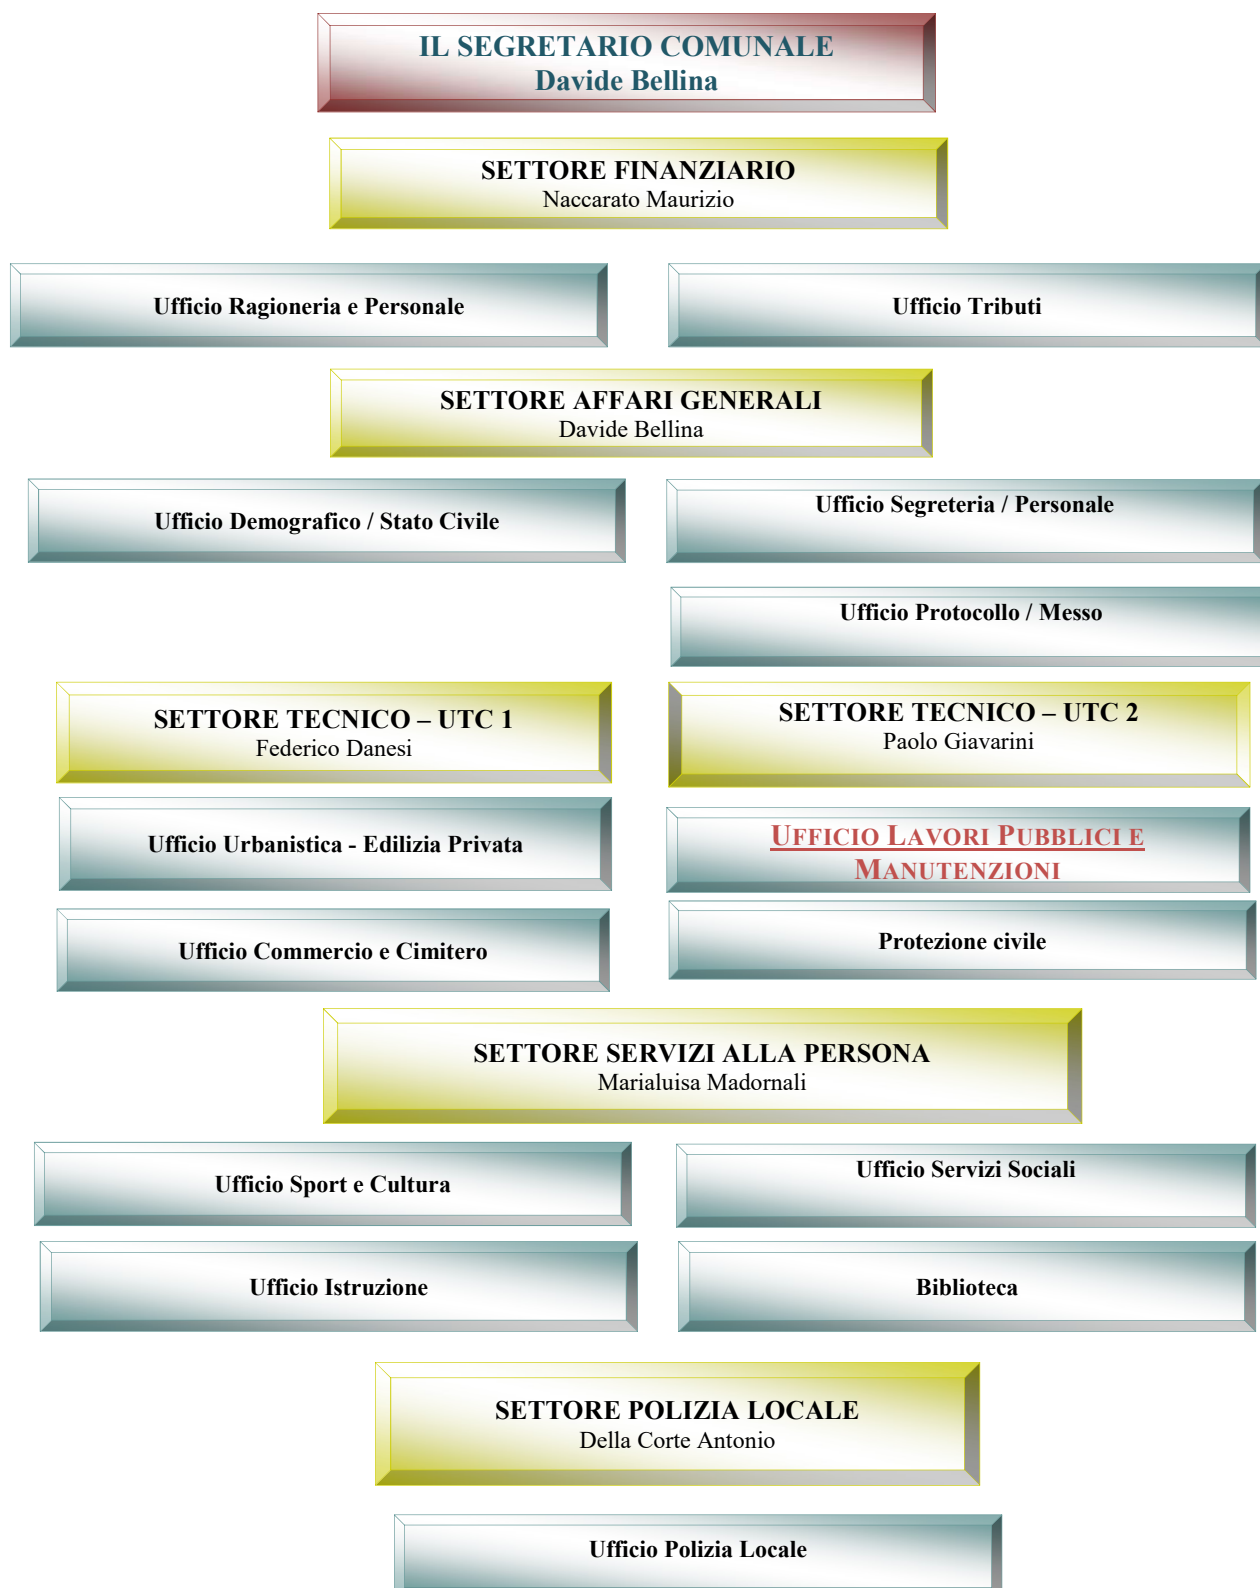 IL SEGRETARIO COMUNALE
Davide Bellina
SETTORE FINANZIARIO
Naccarato Maurizio
Ufficio Ragioneria e Personale
Ufficio Tributi
SETTORE AFFARI GENERALI
Davide Bellina
Ufficio Demografico / Stato Civile
Ufficio Segreteria / Personale
Ufficio Protocollo / Messo
SETTORE TECNICO – UTC 1
Federico Danesi
SETTORE TECNICO – UTC 2
Paolo Giavarini
Ufficio Urbanistica - Edilizia Privata
UFFICIO LAVORI PUBBLICI E
MANUTENZIONI
Ufficio Commercio e Cimitero
Protezione civile
SETTORE SERVIZI ALLA PERSONA
Marialuisa Madornali
Ufficio Sport e Cultura
Ufficio Servizi Sociali
Ufficio Istruzione
Biblioteca
SETTORE POLIZIA LOCALE
Della Corte Antonio
Ufficio Polizia Locale